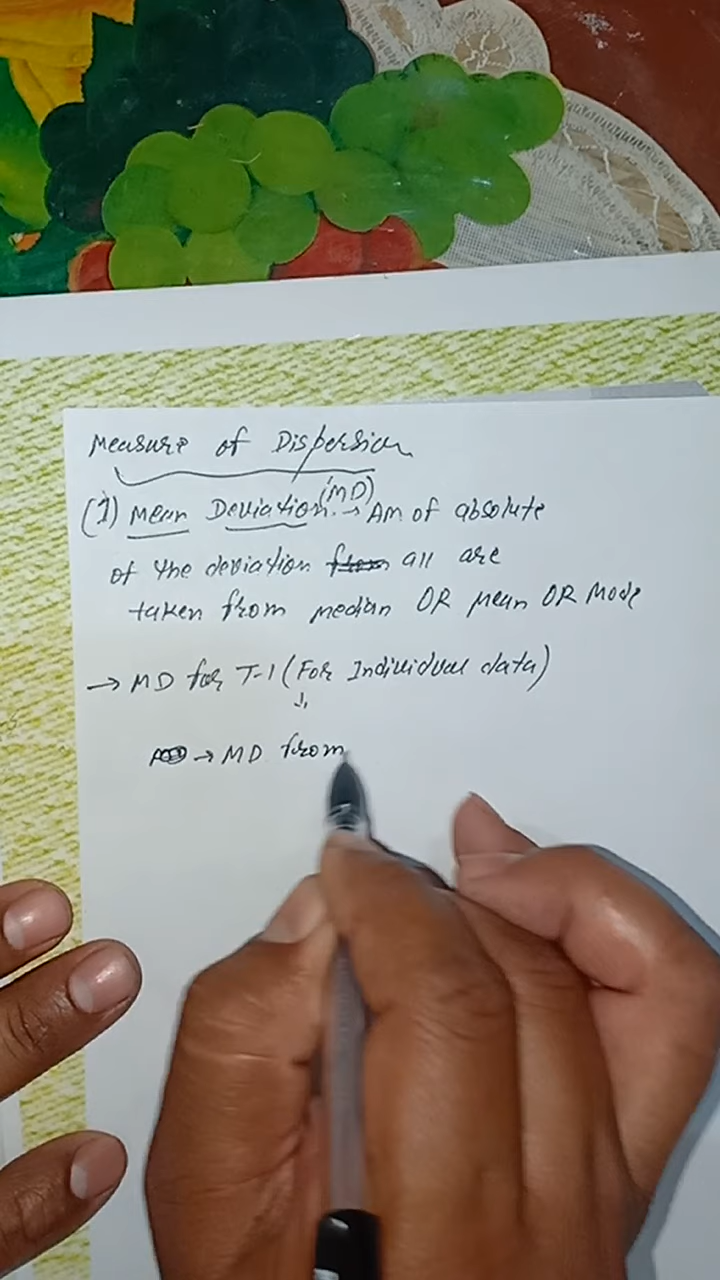 Measure of Dispersion
(1) Mean Deviation (MD) → AM of absolute
of the deviation all are
taken from median OR Mean OR Mode
→ MD for T-1 (For Individual data)
↓
→ MD from